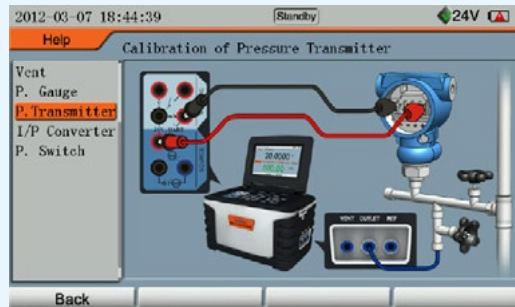 2012-03-07 18:44:39
Standby
24V
Help
Calibration of Pressure Transmitter
Vent
P. Gauge
P.Transmitter
I/P Converter
P. Switch
VENT OUTLET REF
Back